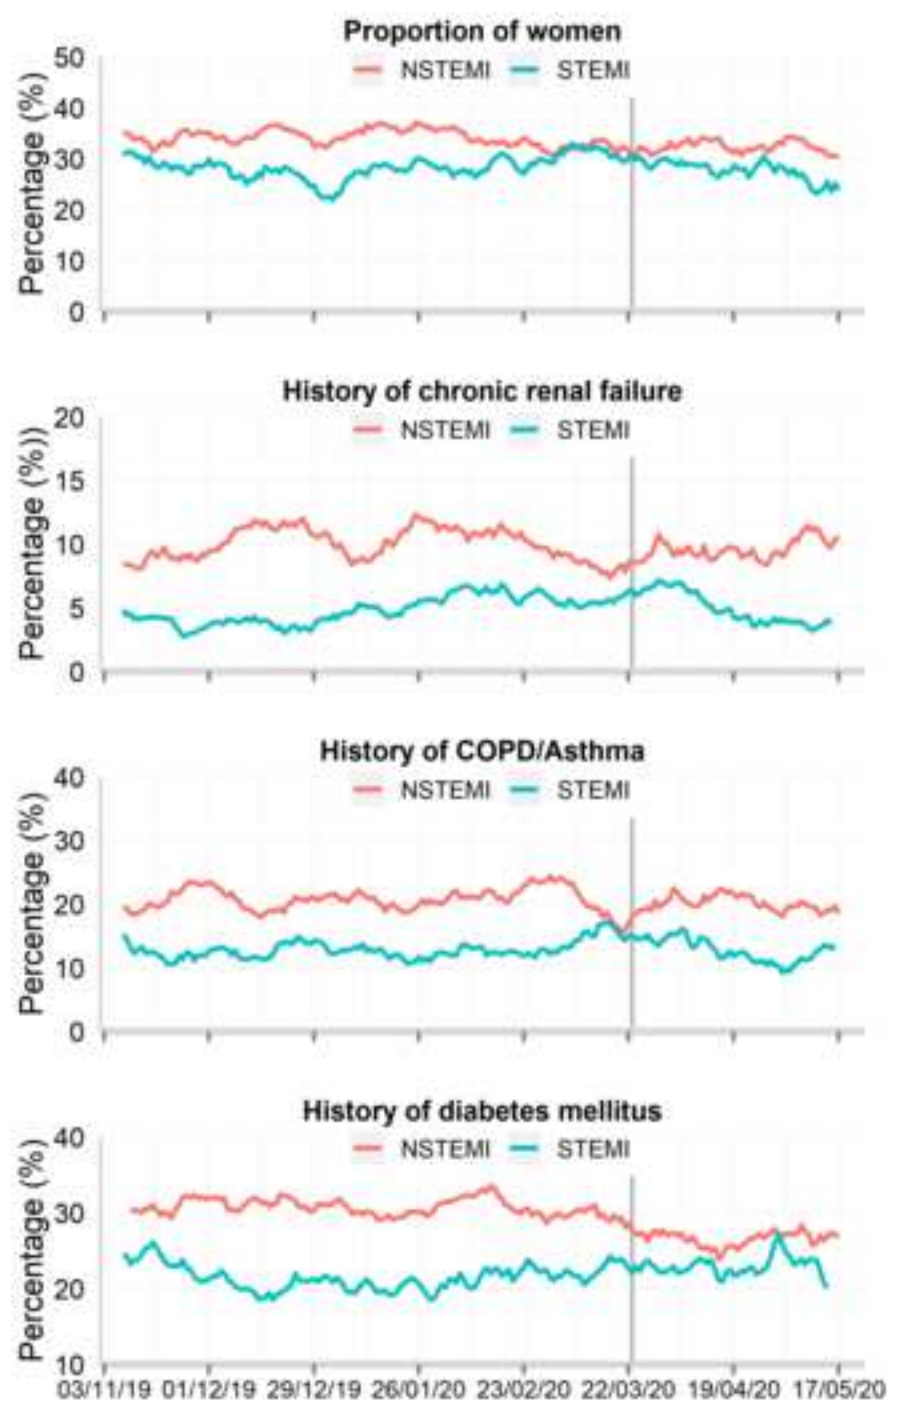 Proportion of women
NSTEMI STEMI
Percentage (%)
50
40
30
20
10
0
History of chronic renal failure
NSTEMI STEMI
Percentage (%))
20
15
10
5
0
History of COPD/Asthma
NSTEMI STEMI
Percentage (%)
40
30
20
10
0
History of diabetes mellitus
NSTEMI STEMI
Percentage (%)
40
30
20
10
03/11/19 01/12/19 29/12/19 26/01/20 23/02/20 22/03/20 19/04/20 17/05/20